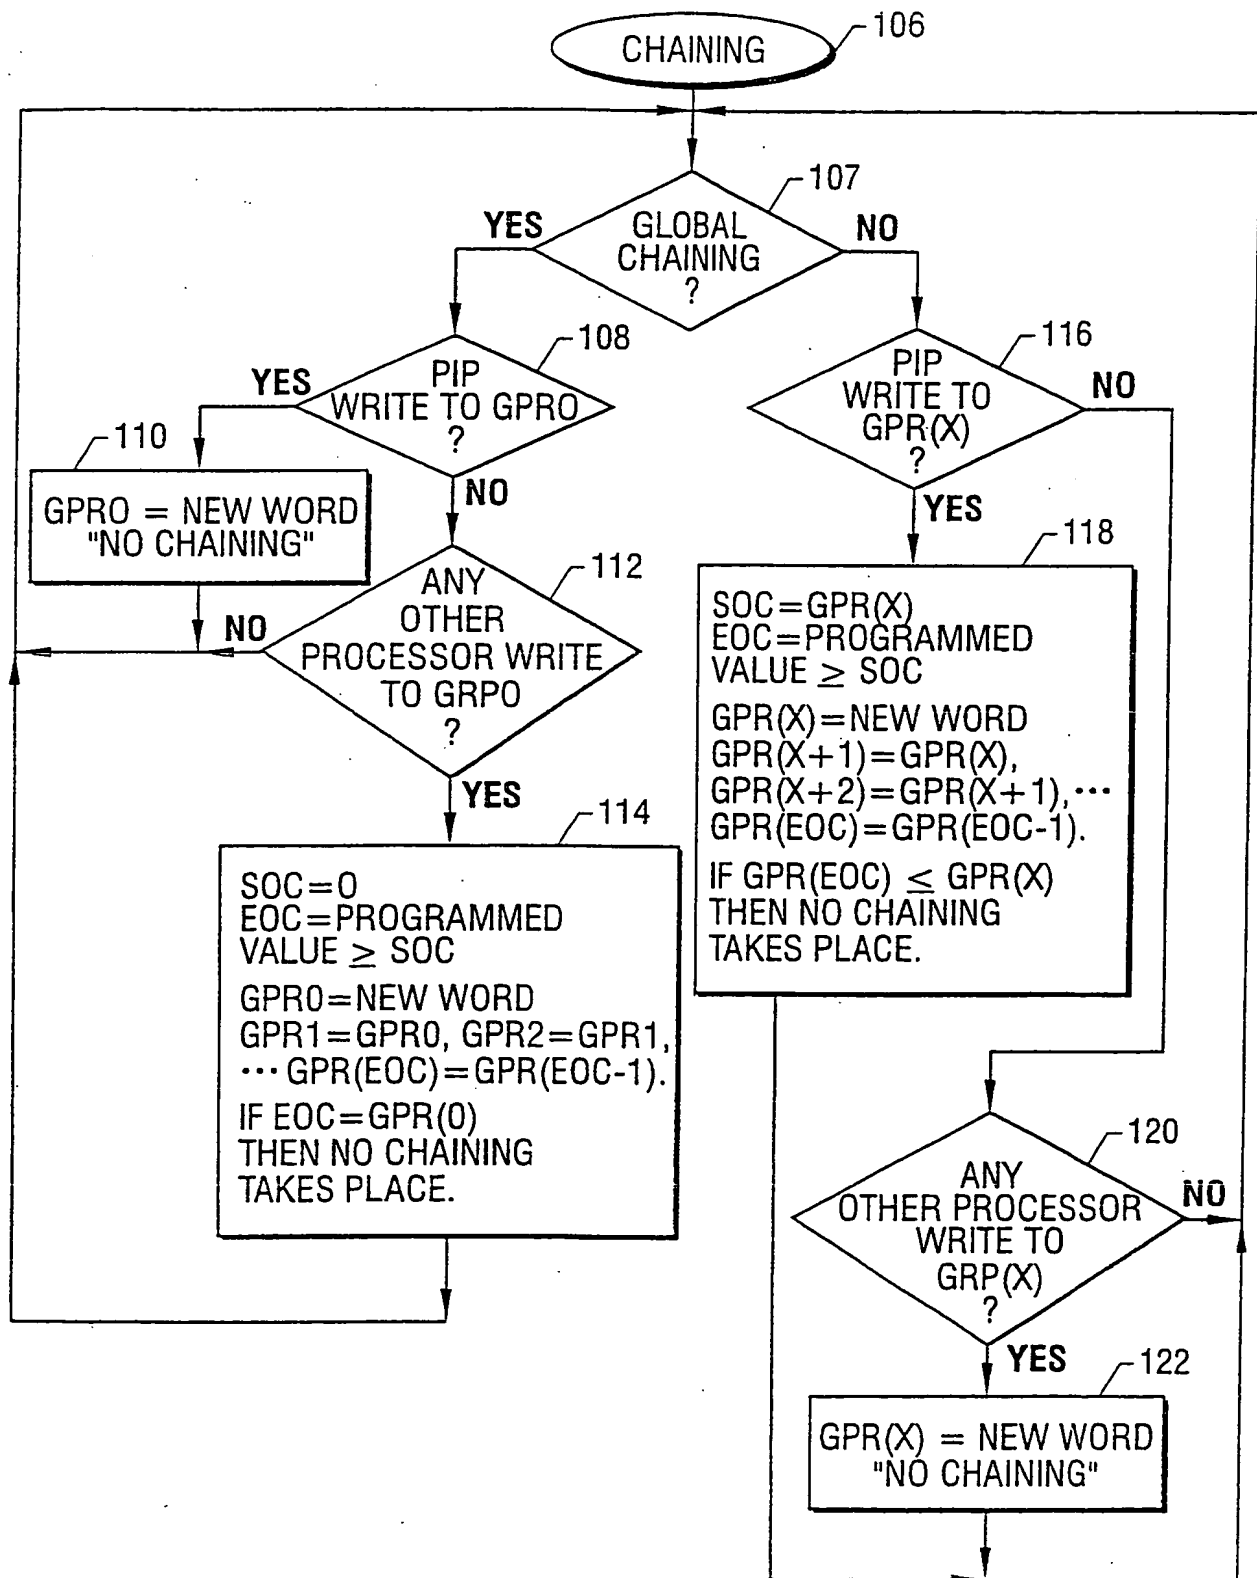 CHAINING
106
107
GLOBAL
CHAINING
?
YES
NO
108
PIP
WRITE TO GPRO
?
YES
NO
110
GPRO = NEW WORD
"NO CHAINING"
112
ANY
OTHER
PROCESSOR WRITE
TO GRPO
?
NO
YES
114
SOC=0
EOC=PROGRAMMED
VALUE ≥ SOC
GPR0=NEW WORD
GPR1=GPR0, GPR2=GPR1,
••• GPR(EOC)=GPR(EOC-1).
IF EOC=GPR(0)
THEN NO CHAINING
TAKES PLACE.
116
PIP
WRITE TO
GPR(X)
?
NO
YES
118
SOC=GPR(X)
EOC=PROGRAMMED
VALUE ≥ SOC
GPR(X)=NEW WORD
GPR(X+1)=GPR(X),
GPR(X+2)=GPR(X+1),•••
GPR(EOC)=GPR(EOC-1).
IF GPR(EOC) ≤ GPR(X)
THEN NO CHAINING
TAKES PLACE.
120
ANY
OTHER PROCESSOR
WRITE TO
GRP(X)
?
NO
YES
122
GPR(X) = NEW WORD
"NO CHAINING"